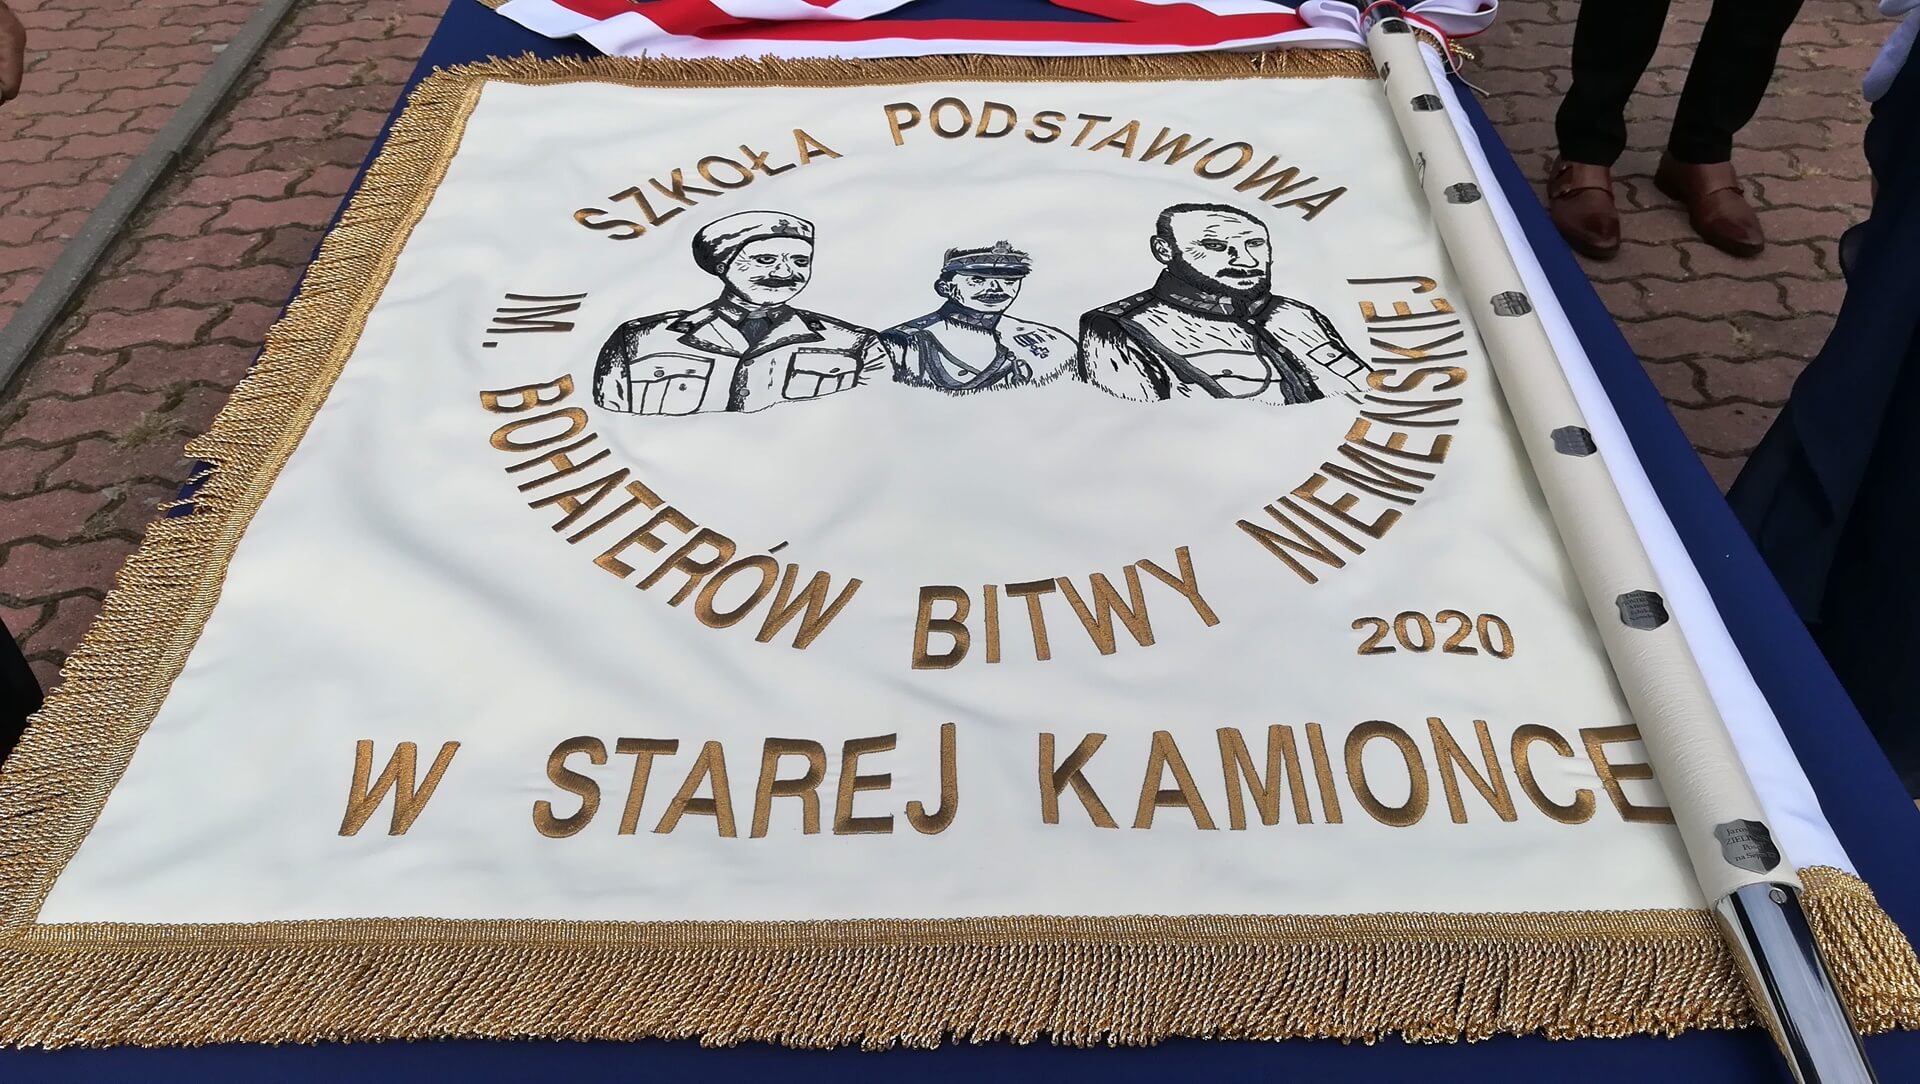 SZKOŁA PODSTAWOWA
IM. BOHATERÓW BITWY NIEMEŃSKIEJ
2020
W STAREJ KAMIONCE